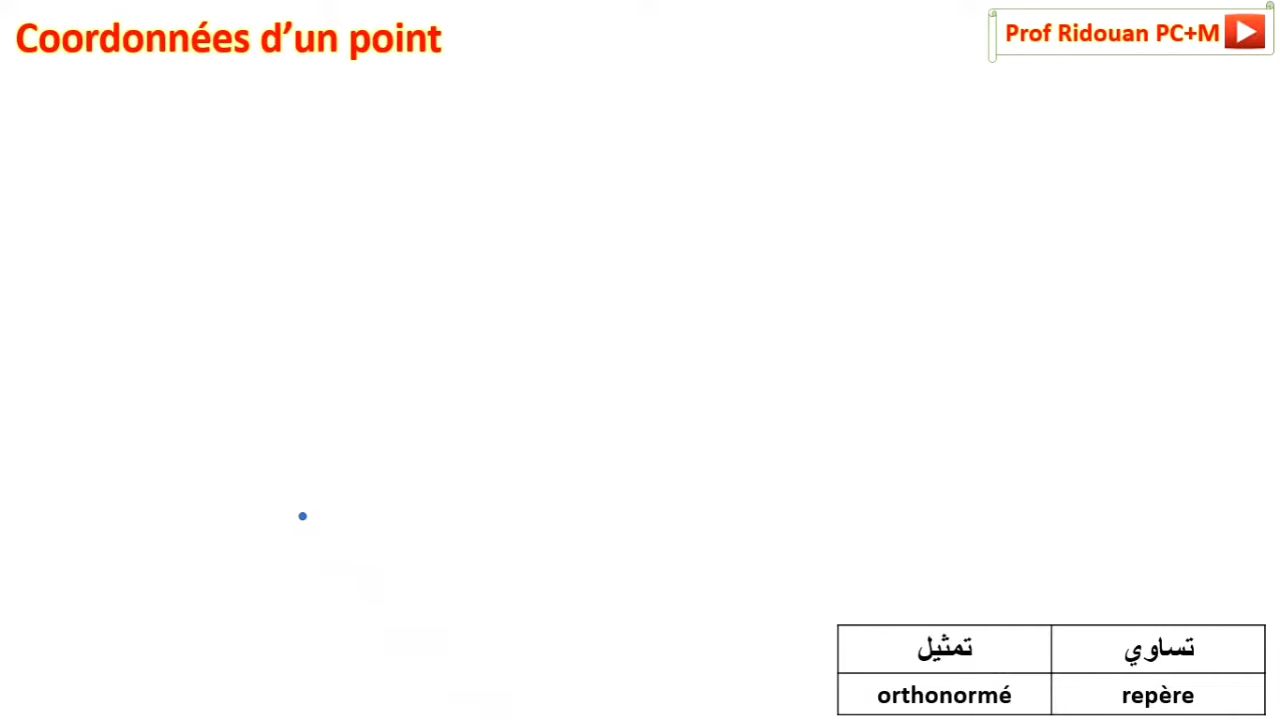 Coordonnées d’un point
Prof Ridouan PC+M
تمثيل تساوي
orthonormé repère